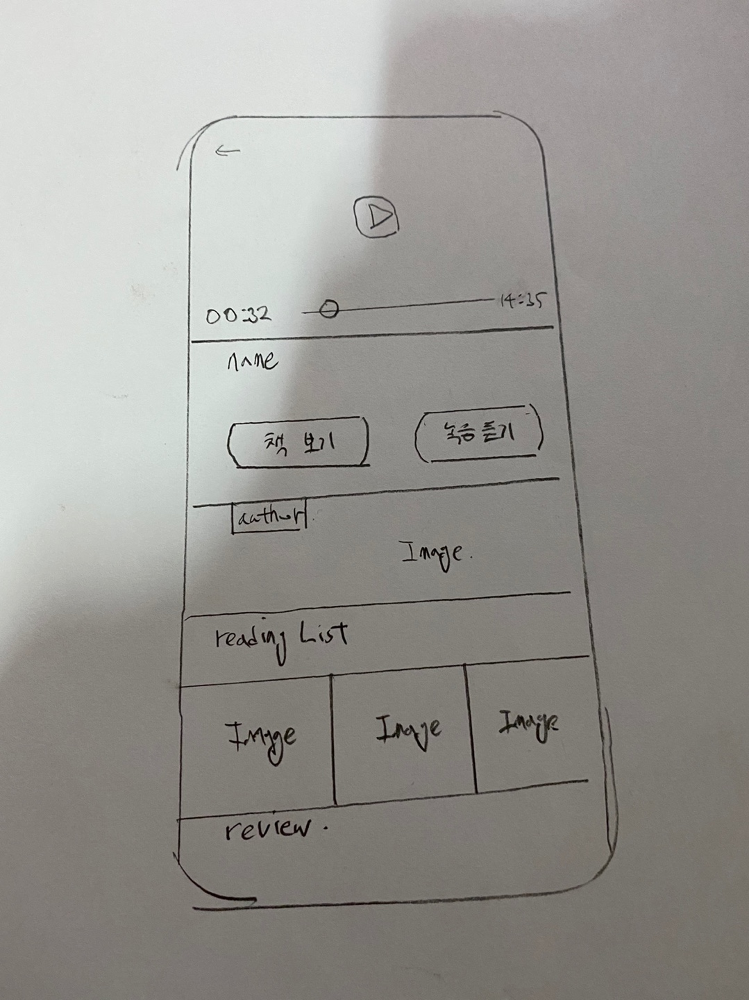 00:32
14:35
name
책 보기
녹음 듣기
author
Image.
reading List
Image
Image
Image
review.